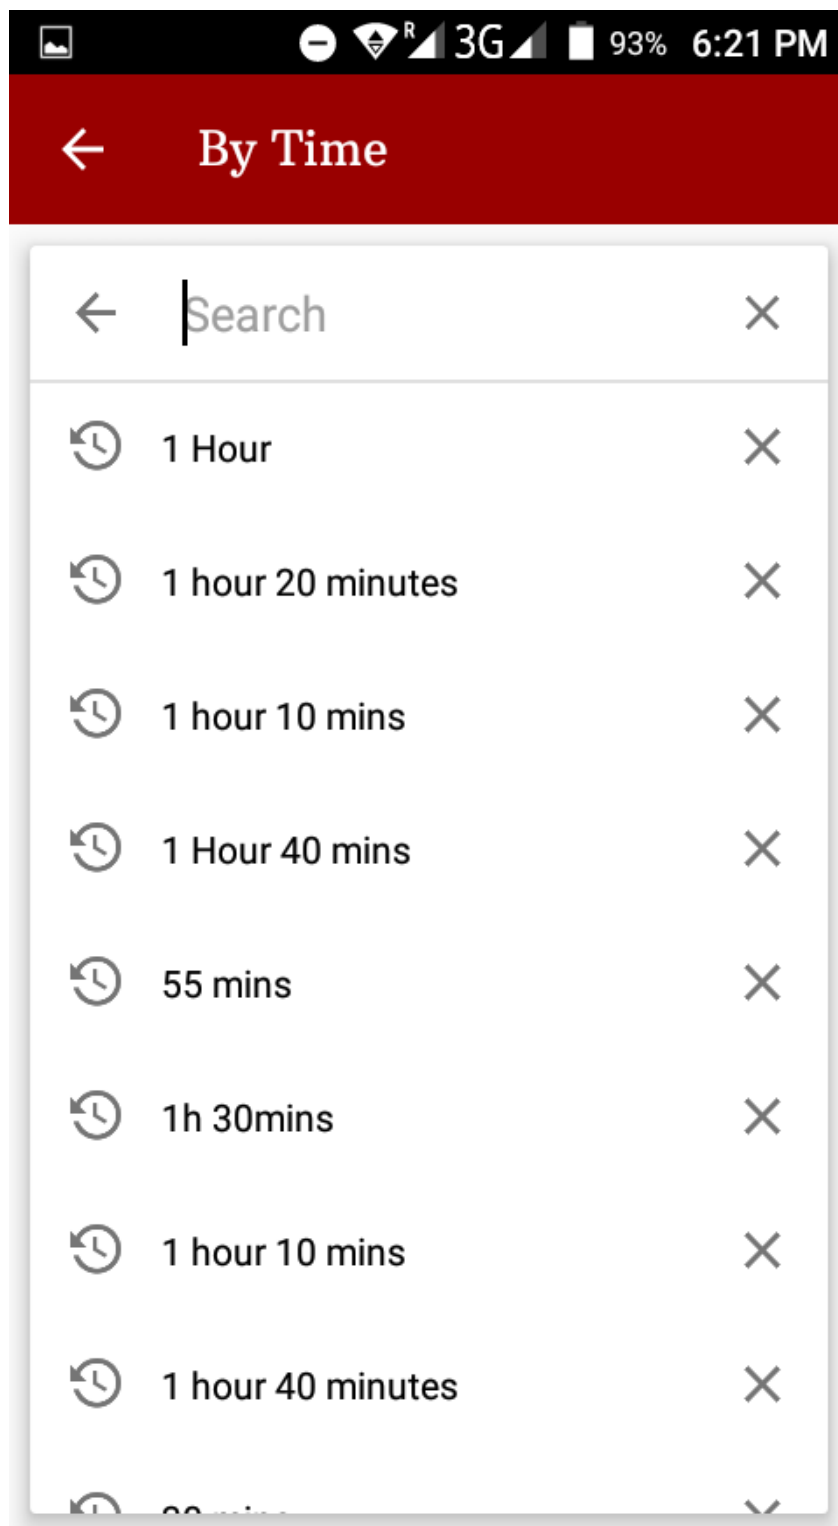 R 3G 93% 6:21 PM
By Time
Search
1 Hour
1 hour 20 minutes
1 hour 10 mins
1 Hour 40 mins
55 mins
1h 30mins
1 hour 10 mins
1 hour 40 minutes